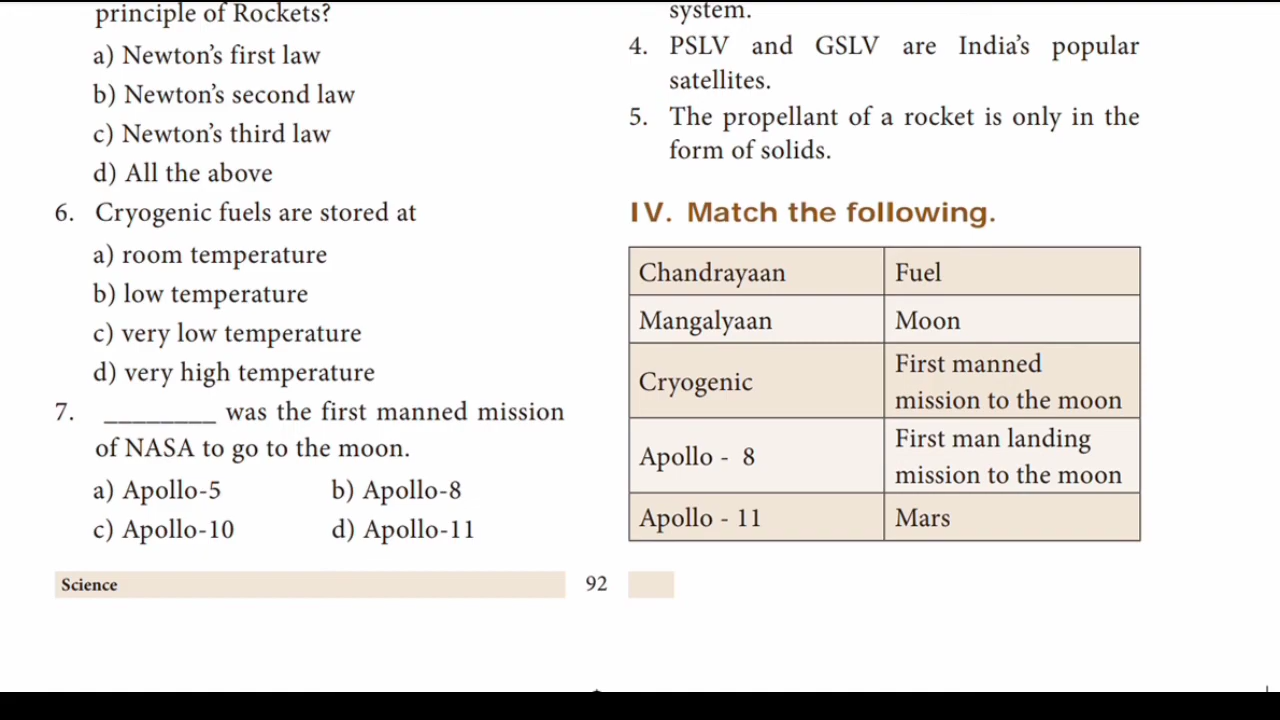 principle of Rockets?
a) Newton's first law
b) Newton's second law
c) Newton's third law
d) All the above
6. Cryogenic fuels are stored at
a) room temperature
b) low temperature
c) very low temperature
d) very high temperature
7. ________ was the first manned mission
of NASA to go to the moon.
a) Apollo-5 b) Apollo-8
c) Apollo-10 d) Apollo-11
system.
4. PSLV and GSLV are India's popular
satellites.
5. The propellant of a rocket is only in the
form of solids.
IV. Match the following.
Chandrayaan Fuel
Mangalyaan Moon
Cryogenic First manned
mission to the moon
Apollo - 8 First man landing
mission to the moon
Apollo - 11 Mars
Science 92